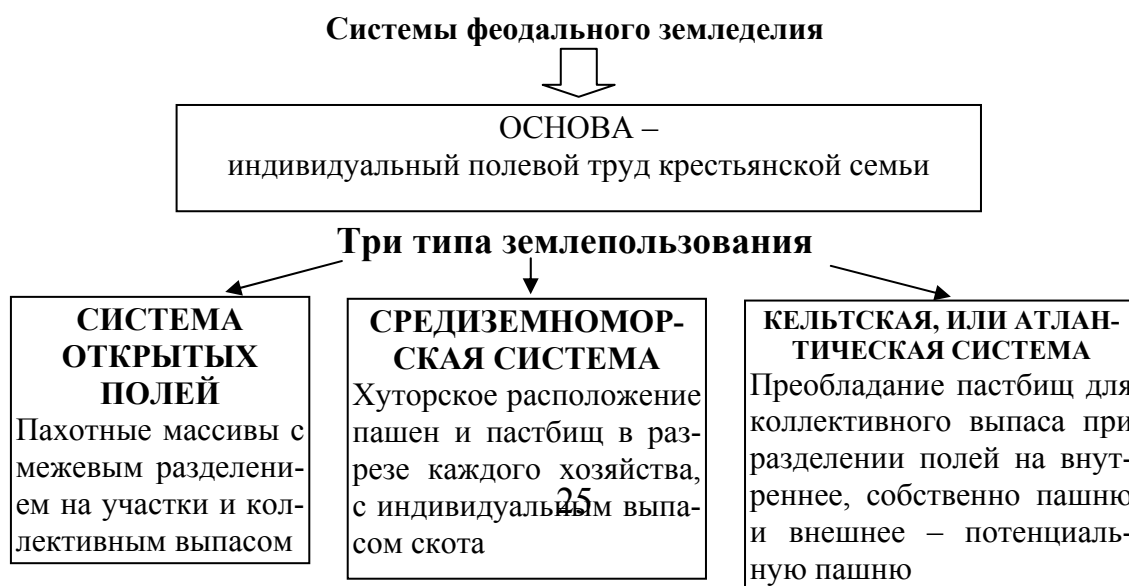 Системы феодального земледелия
ОСНОВА –
индивидуальный полевой труд крестьянской семьи
Три типа землепользования
СИСТЕМА
ОТКРЫТЫХ
ПОЛЕЙ
Пахотные массивы с
межевым разделени-
ем на участки и кол-
лективным выпасом
СРЕДИЗЕМНОМОР-
СКАЯ СИСТЕМА
Хуторское расположение
пашен и пастбищ в раз-
резе каждого хозяйства,
с индивидуальным выпа-
сом скота
25
КЕЛЬТСКАЯ, ИЛИ АТЛАН-
ТИЧЕСКАЯ СИСТЕМА
Преобладание пастбищ для
коллективного выпаса при
разделении полей на внут-
реннее, собственно пашню
и внешнее – потенциаль-
ную пашню